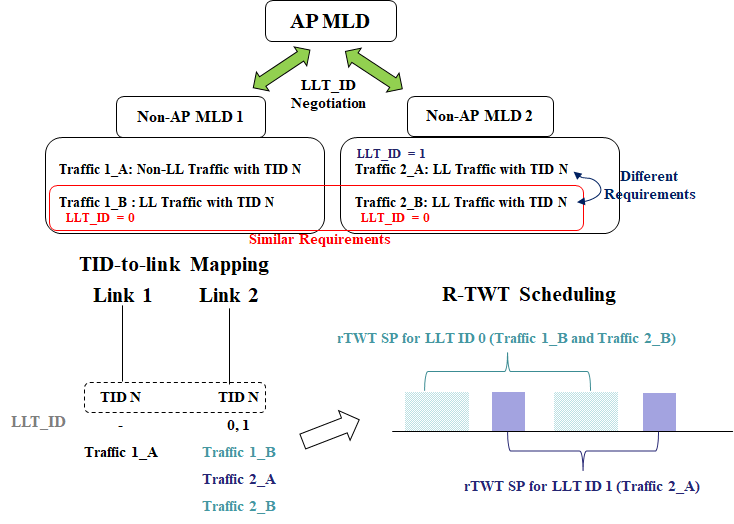 AP MLD
LLT_ID
Negotiation
Non-AP MLD 1
Non-AP MLD 2
Traffic 1_A: Non-LL Traffic with TID N
Traffic 1_B : LL Traffic with TID N
LLT_ID = 0
LLT_ID = 1
Traffic 2_A: LL Traffic with TID N
Traffic 2_B: LL Traffic with TID N
LLT_ID = 0
Different
Requirements
Similar Requirements
TID-to-link Mapping
Link 1
Link 2
TID N
TID N
LLT_ID
-
0, 1
Traffic 1_A
Traffic 1_B
Traffic 2_A
Traffic 2_B
R-TWT Scheduling
rTWT SP for LLT ID 0 (Traffic 1_B and Traffic 2_B)
rTWT SP for LLT ID 1 (Traffic 2_A)